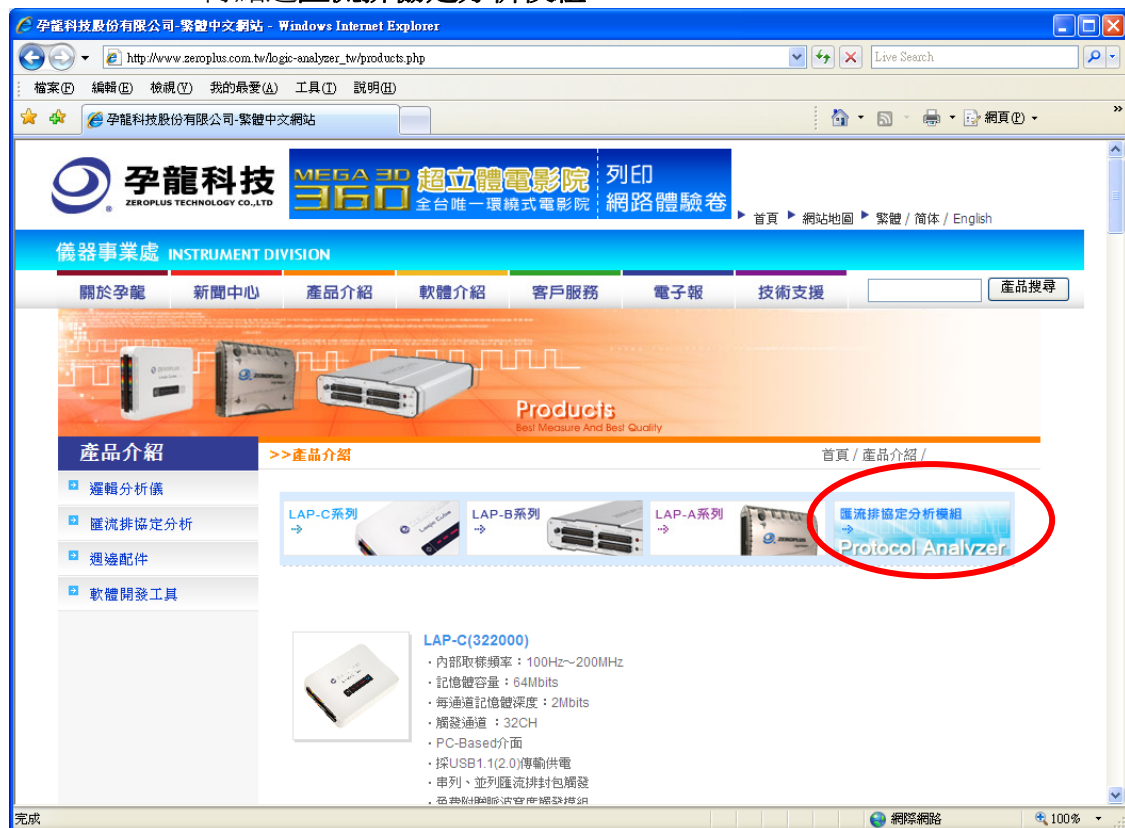 孕龍科技股份有限公司-繁體中文網站 - Windows Internet Explorer
http://www.zeroplus.com.tw/logic-analyzer_tw/products.php
Live Search
檔案(F) 編輯(E) 檢視(V) 我的最愛(A) 工具(T) 說明(H)
孕龍科技股份有限公司-繁體中文網站
網頁(P)
孕龍科技
ZEROPLUS TECHNOLOGY CO.,LTD
MEGA 3D
360
超立體電影院
全台唯一環繞式電影院
列印
網路體驗卷
首頁 網站地圖 繁體 / 简体 / English
儀器事業處 INSTRUMENT DIVISION
關於孕龍 新聞中心 產品介紹 軟體介紹 客戶服務 電子報 技術支援 產品搜尋
Products
Best Measure And Best Quality
產品介紹
>>產品介紹
首頁 / 產品介紹 /
邏輯分析儀
匯流排協定分析
週邊配件
軟體開發工具
LAP-C系列
LAP-B系列
LAP-A系列
匯流排協定分析模組
Protocol Analyzer
LAP-C(322000)
・內部取樣頻率：100Hz～200MHz
・記憶體容量：64Mbits
・每通道記憶體深度：2Mbits
・觸發通道 ：32CH
・PC-Based介面
・採USB1.1(2.0)傳輸供電
・串列、並列匯流排封包觸發
完成
網際網路
100%